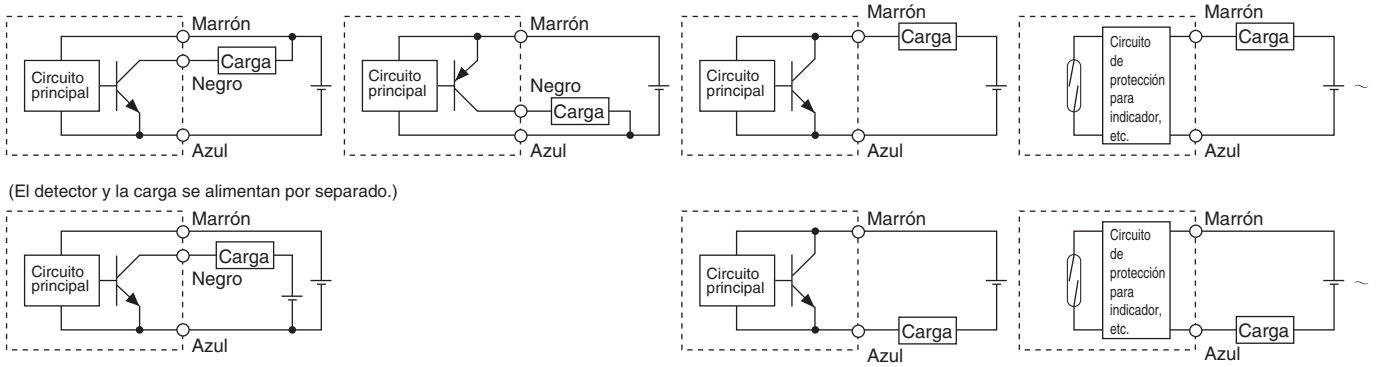 Marrón
Circuito
principal
Carga
Negro
Azul
Marrón
Circuito
principal
Negro
Carga
Azul
Marrón
Carga
Circuito
principal
Azul
Marrón
Carga
Circuito
de
protección
para
indicador,
etc.
~
Azul
(El detector y la carga se alimentan por separado.)
Marrón
Circuito
principal
Carga
Negro
Azul
Marrón
Circuito
principal
Carga
Azul
Marrón
Circuito
de
protección
para
indicador,
etc.
~
Carga
Azul